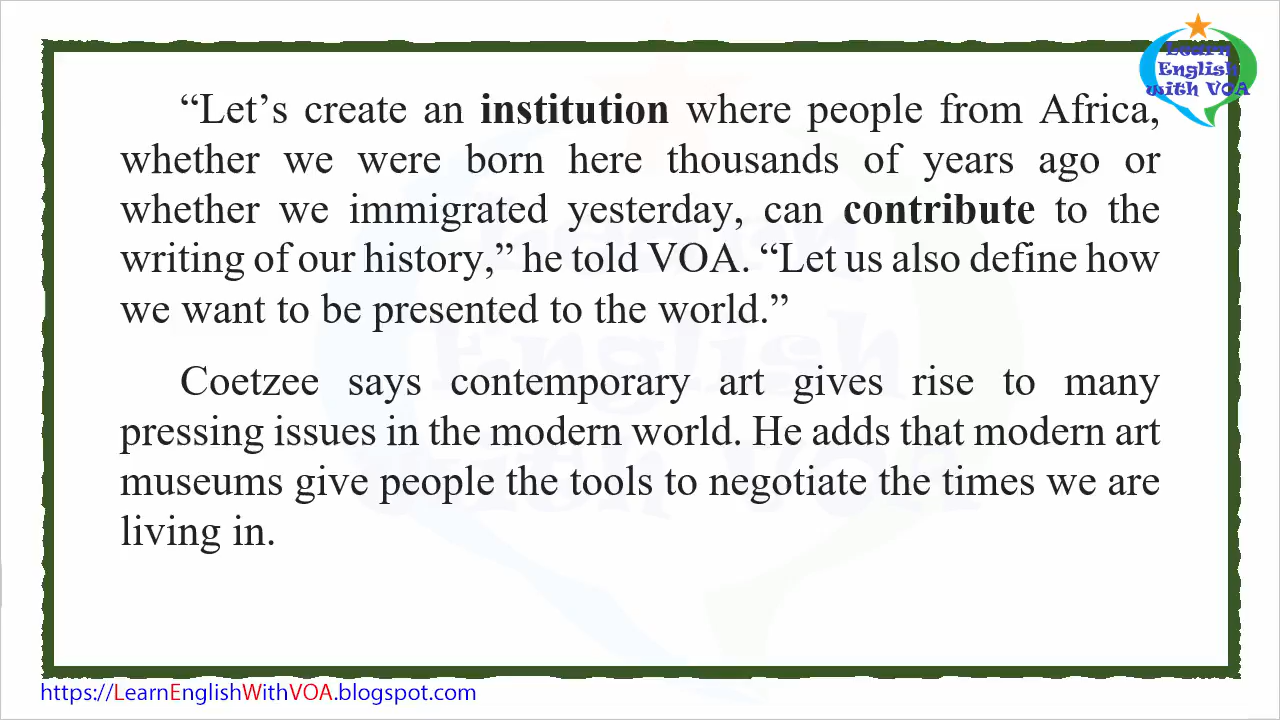 Learn
English
with VOA
“Let’s create an institution where people from Africa,
whether we were born here thousands of years ago or
whether we immigrated yesterday, can contribute to the
writing of our history,” he told VOA. “Let us also define how
we want to be presented to the world.”
Coetzee says contemporary art gives rise to many
pressing issues in the modern world. He adds that modern art
museums give people the tools to negotiate the times we are
living in.
https://LearnEnglishWithVOA.blogspot.com